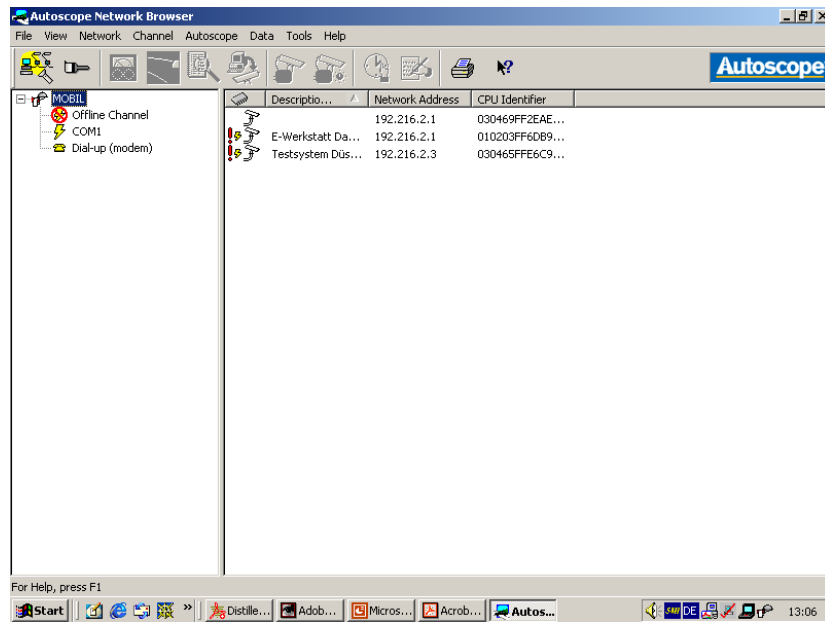 Autoscope Network Browser
File View Network Channel Autoscope Data Tools Help
Autoscope
MOBIL
Offline Channel
COM1
Dial-up (modem)
Descriptio... Network Address CPU Identifier
192.216.2.1 030469FF2EAE...
E-Werkstatt Da... 192.216.2.1 010203FF6DB9...
Testsystem Düs... 192.216.2.3 030465FFE6C9...
For Help, press F1
Start » Distille... Adob... Micros... Acrob... Autos... DE 13:06